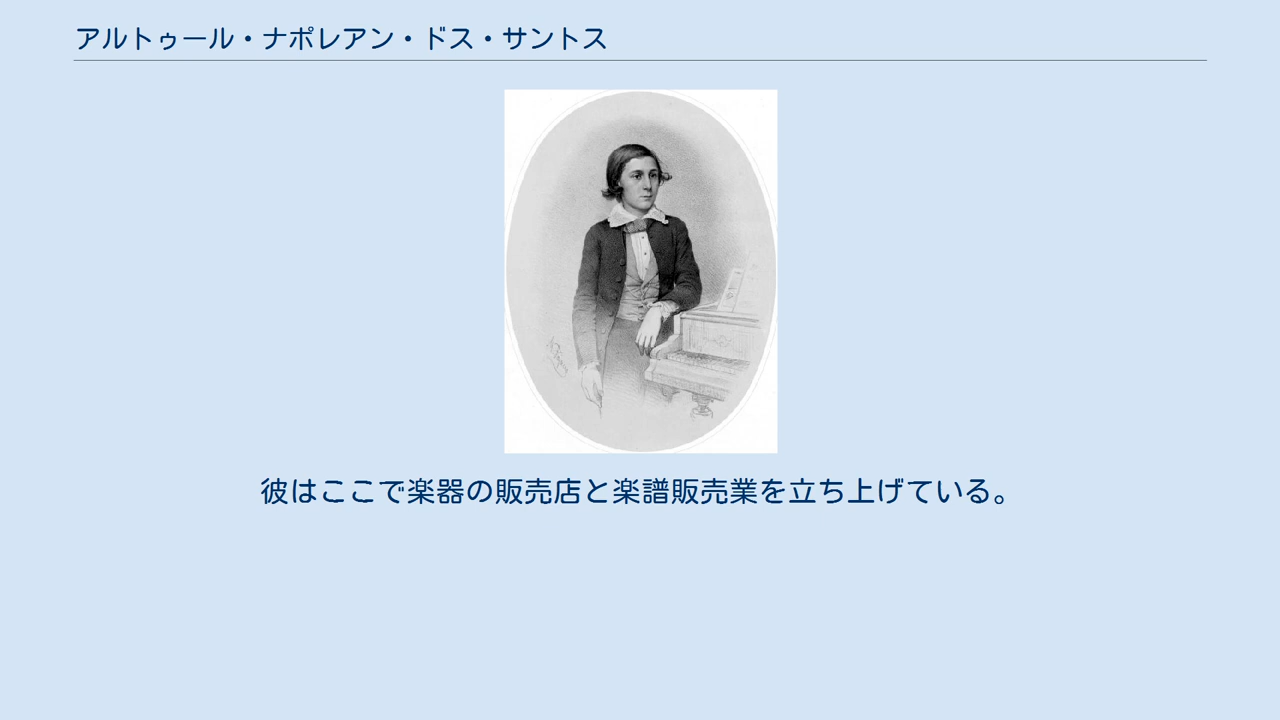 アルトゥール・ナポレアン・ドス・サントス
彼はここで楽器の販売店と楽譜販売業を立ち上げている。